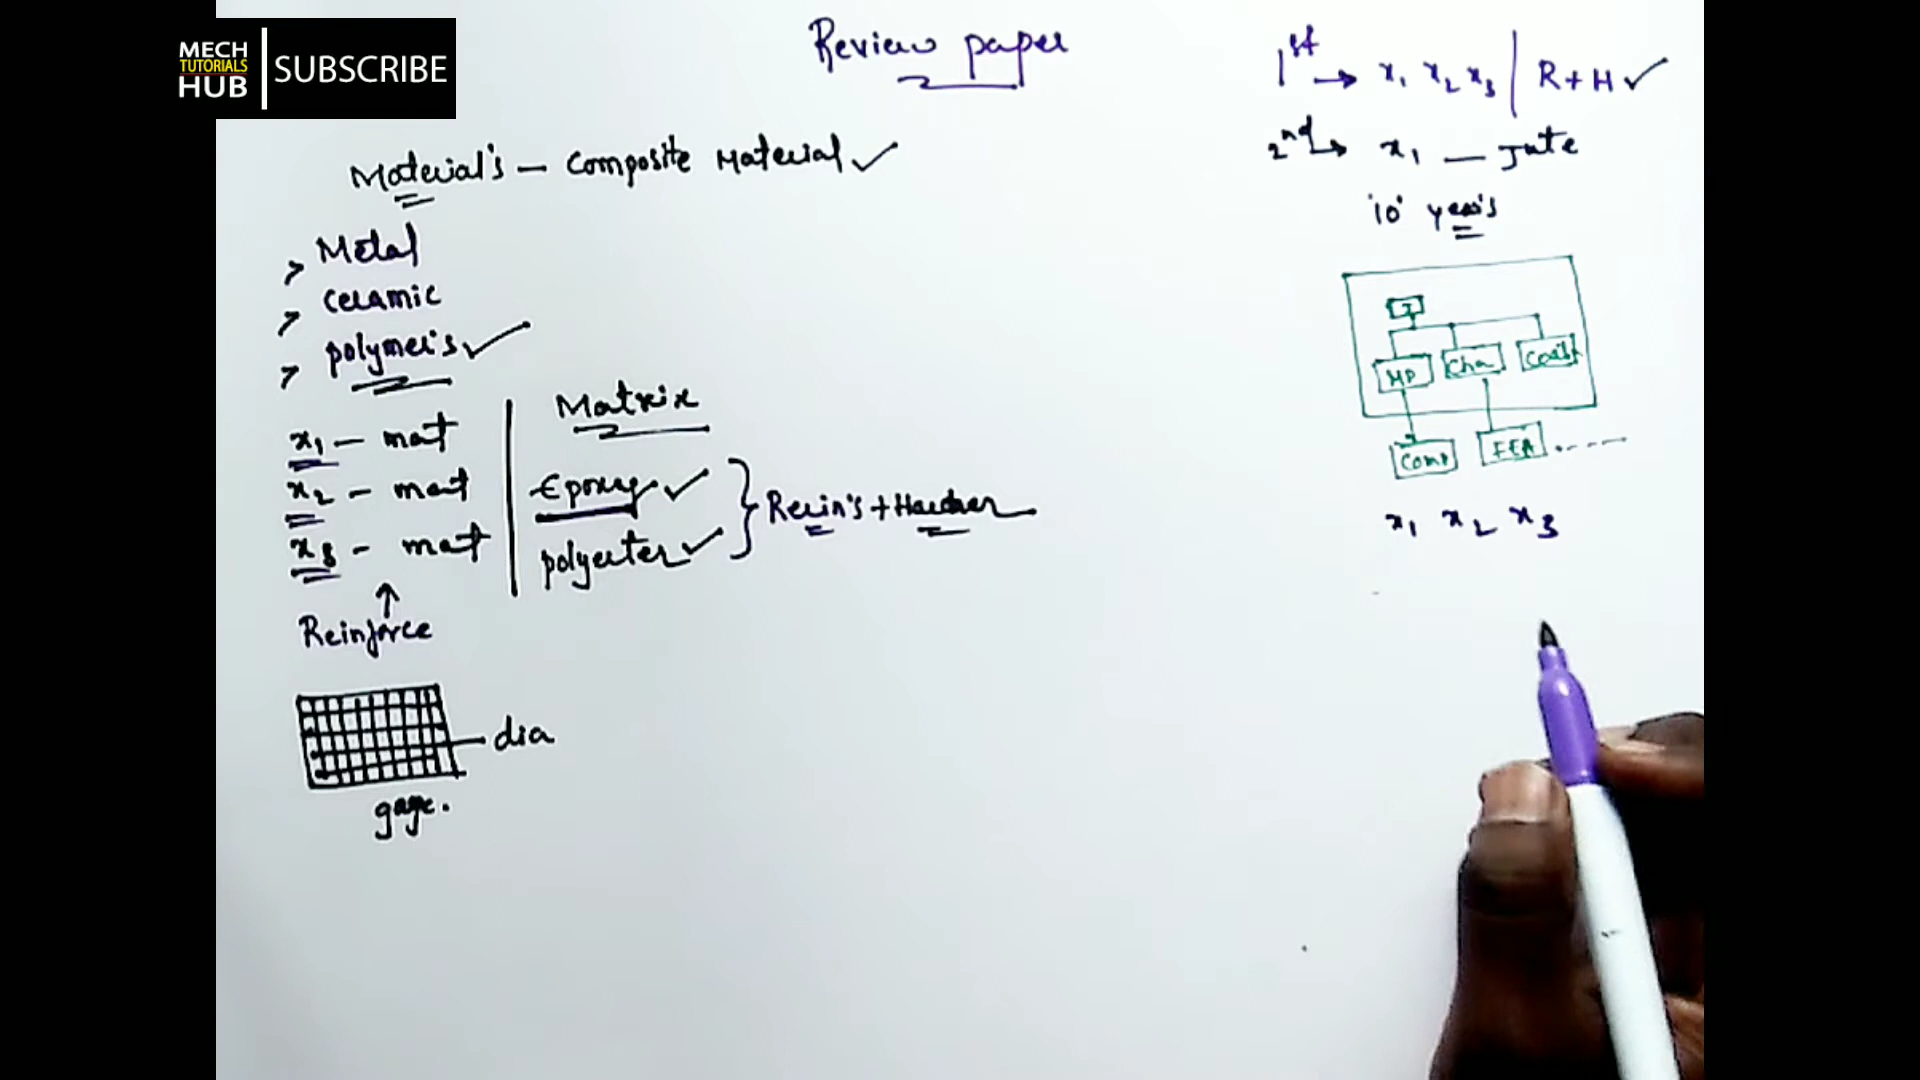 MECH
TUTORIALS
HUB
SUBSCRIBE
Review paper
Material's - Composite Material ✓
> Metal
> Ceramic
> polymer's ✓
x1 - mat
x2 - mat
x3 - mat
Reinforce
Matrix
Epoxy ✓
polyester ✓
Resin's + Hardner
dia
gage.
1st → x1 x2 x3 | R + H ✓
2nd → x1 — Jute
'10' years
MP
Cha
Comp
FEA
x1 x2 x3